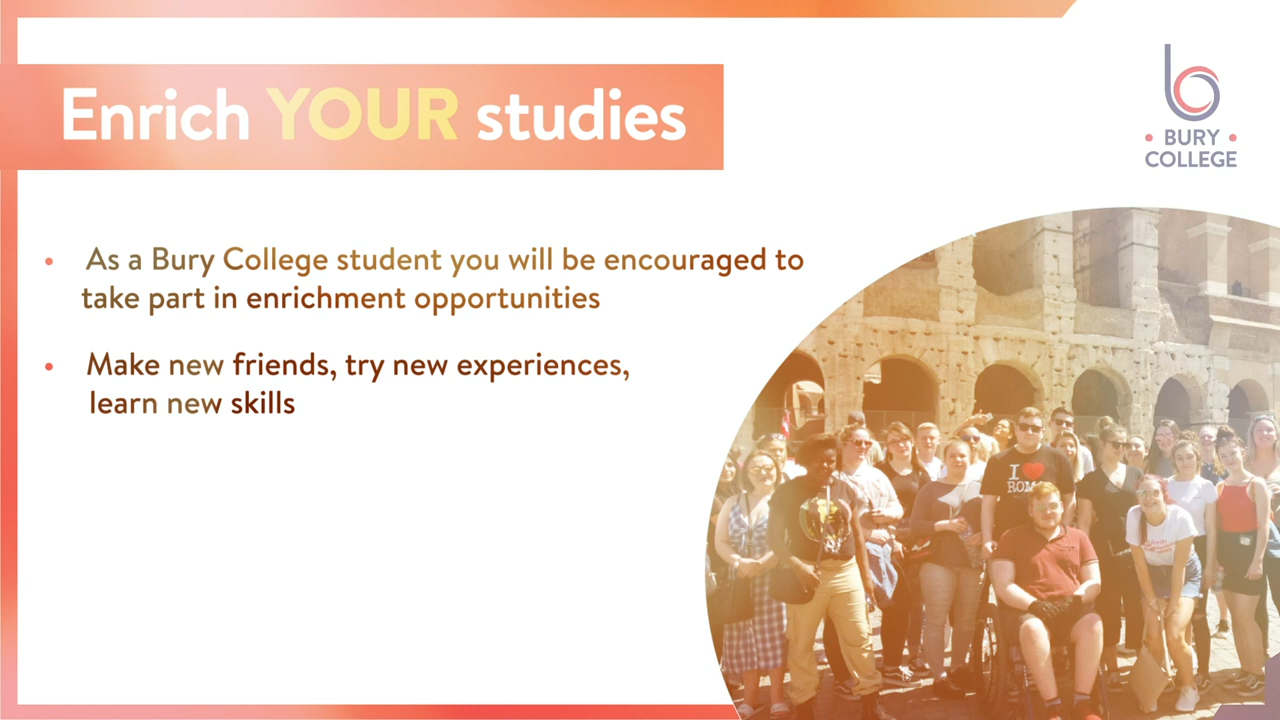 Enrich YOUR studies
• BURY •
COLLEGE
• As a Bury College student you will be encouraged to
take part in enrichment opportunities
• Make new friends, try new experiences,
learn new skills
I ❤
ROM